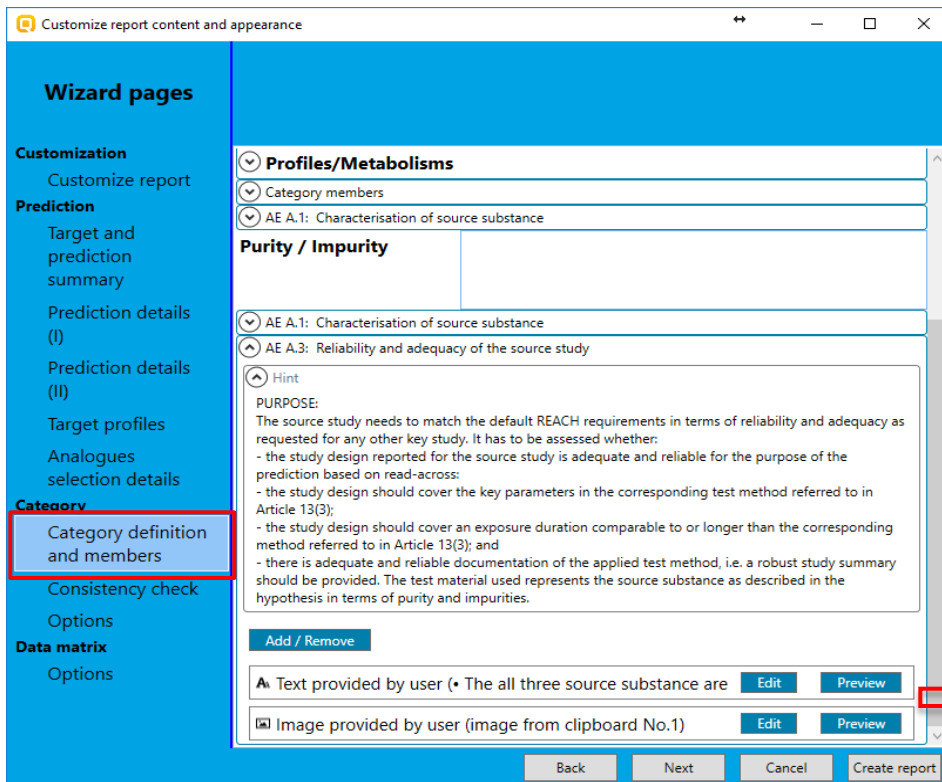 Customize report content and appearance
Wizard pages
Customization
Customize report
Prediction
Target and
prediction
summary
Prediction details
(I)
Prediction details
(II)
Target profiles
Analogues
selection details
Category
Category definition
and members
Consistency check
Options
Data matrix
Options
Profiles/Metabolisms
Category members
AE A.1: Characterisation of source substance
Purity / Impurity
AE A.1: Characterisation of source substance
AE A.3: Reliability and adequacy of the source study
Hint
PURPOSE:
The source study needs to match the default REACH requirements in terms of reliability and adequacy as
requested for any other key study. It has to be assessed whether:
- the study design reported for the source study is adequate and reliable for the purpose of the
prediction based on read-across:
- the study design should cover the key parameters in the corresponding test method referred to in
Article 13(3);
- the study design should cover an exposure duration comparable to or longer than the corresponding
method referred to in Article 13(3); and
- there is adequate and reliable documentation of the applied test method, i.e. a robust study summary
should be provided. The test material used represents the source substance as described in the
hypothesis in terms of purity and impurities.
Add / Remove
Text provided by user (• The all three source substance are Edit Preview
Image provided by user (image from clipboard No.1) Edit Preview
Back Next Cancel Create report